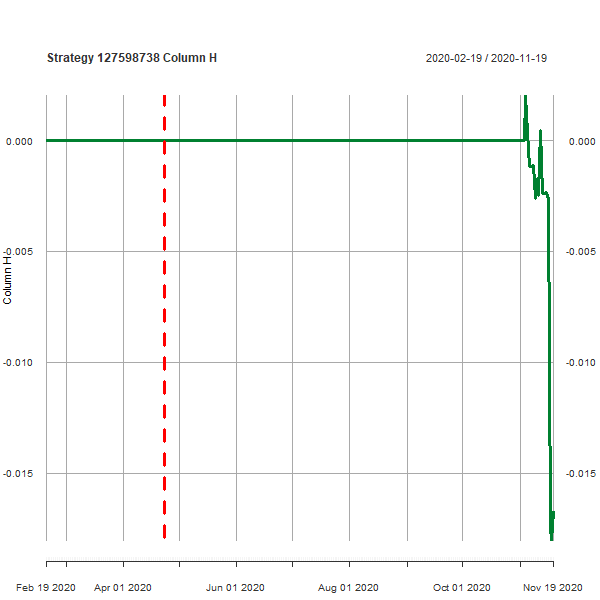 Strategy 127598738 Column H
2020-02-19 / 2020-11-19
0.000
0.000
-0.005
-0.005
Column H
-0.010
-0.010
-0.015
-0.015
Feb 19 2020
Apr 01 2020
Jun 01 2020
Aug 01 2020
Oct 01 2020
Nov 19 2020